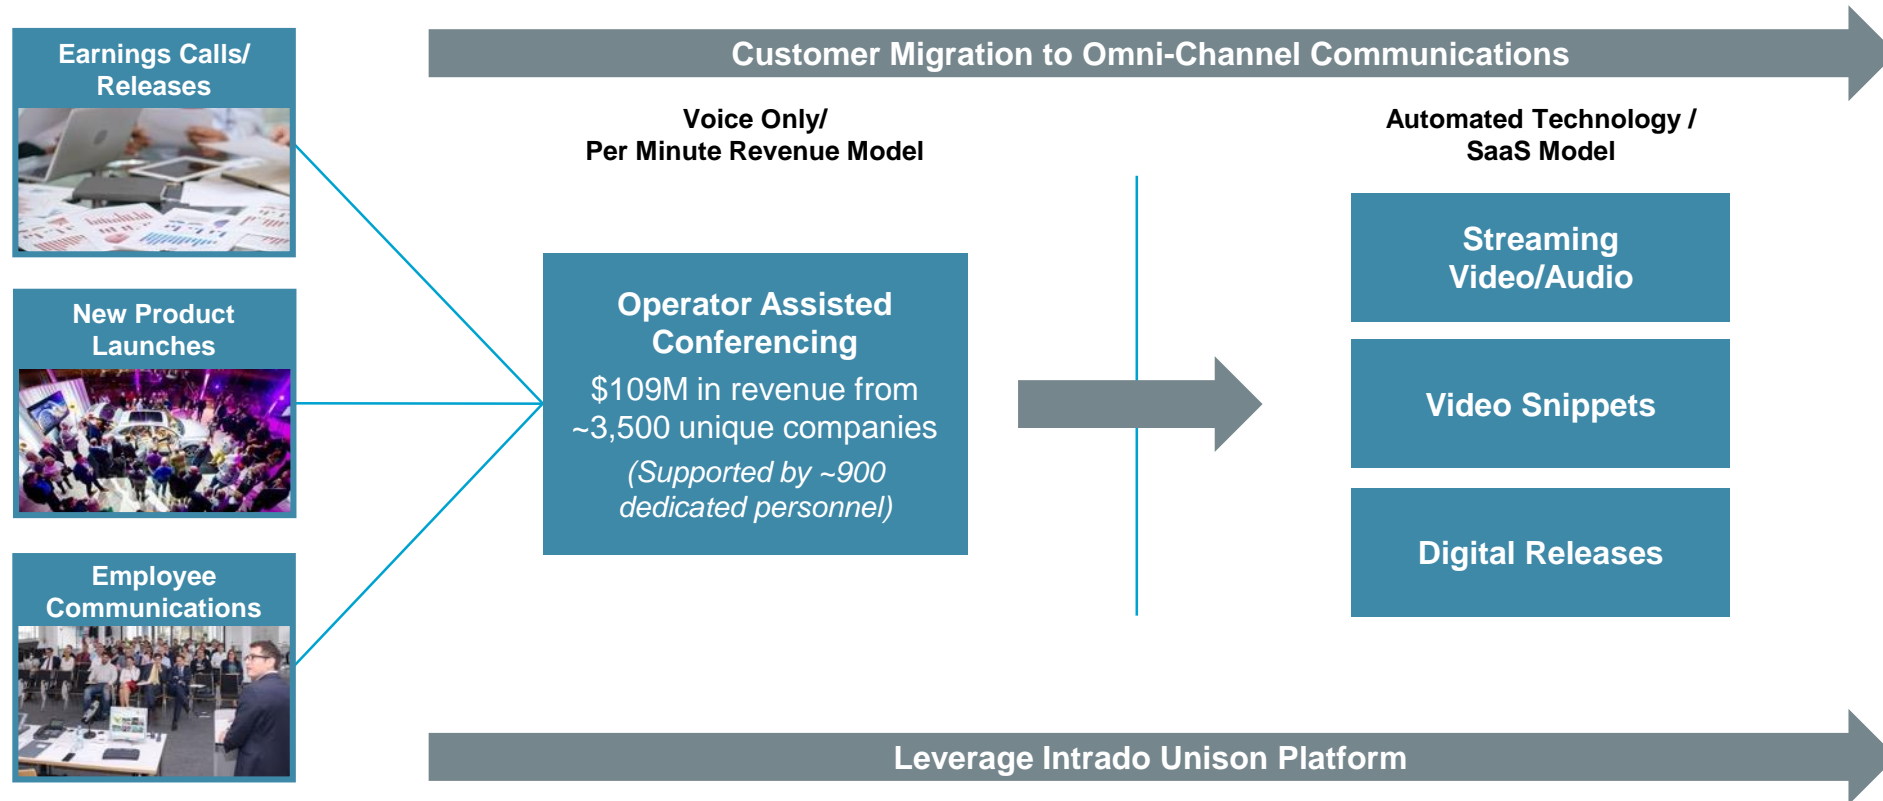 Earnings Calls/
Releases
New Product
Launches
Employee
Communications
Customer Migration to Omni-Channel Communications
Voice Only/
Per Minute Revenue Model
Operator Assisted
Conferencing
$109M in revenue from
~3,500 unique companies
(Supported by ~900
dedicated personnel)
Automated Technology /
SaaS Model
Streaming
Video/Audio
Video Snippets
Digital Releases
Leverage Intrado Unison Platform